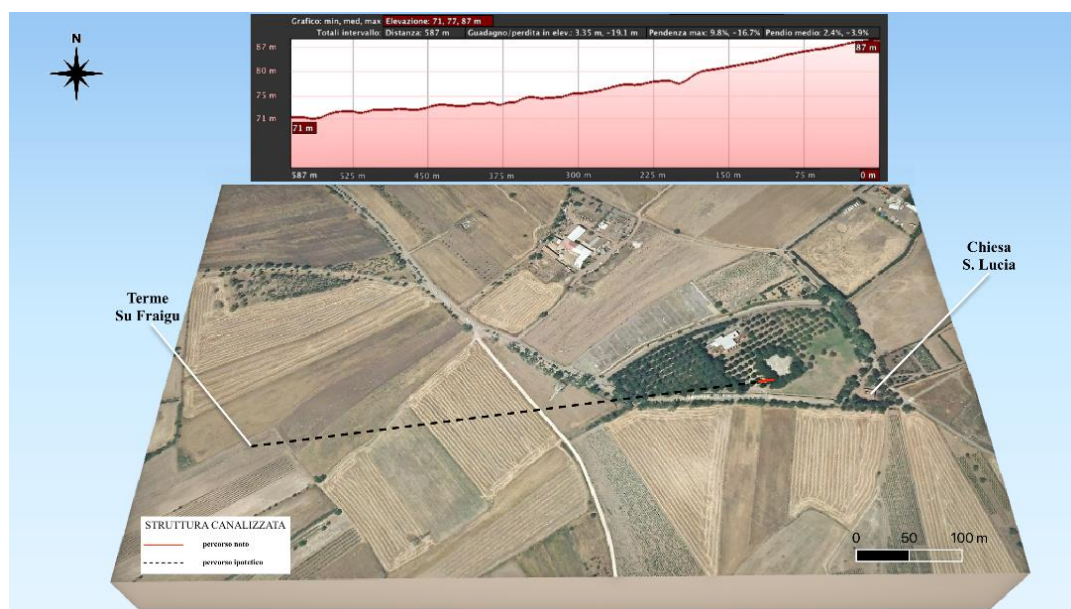 Grafico: min, med, max Elevazione: 71, 77, 87 m
Totali intervallo: Distanza: 587 m Guadagno/perdita in elev.: 3.35 m, -19.1 m Pendenza max: 9.8%, -16.7% Pendio medio: 2.4%, -3.9%
87 m
80 m
75 m
71 m
87 m
71 m
587 m 525 m 450 m 375 m 300 m 225 m 150 m 75 m 0 m
N
Chiesa
S. Lucia
Terme
Su Fraigu
STRUTTURA CANALIZZATA
percorso noto
percorso ipotetico
0 50 100 m